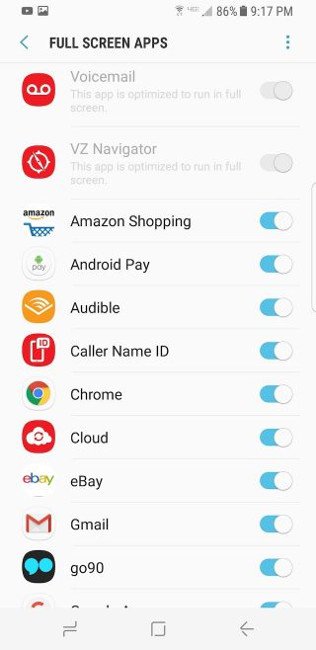 86% 9:17 PM
FULL SCREEN APPS
Voicemail
This app is optimized to run in full
screen.
VZ Navigator
This app is optimized to run in full
screen.
amazon
Amazon Shopping
pay
Android Pay
Audible
ID
Caller Name ID
Chrome
Cloud
ebay
eBay
Gmail
go90